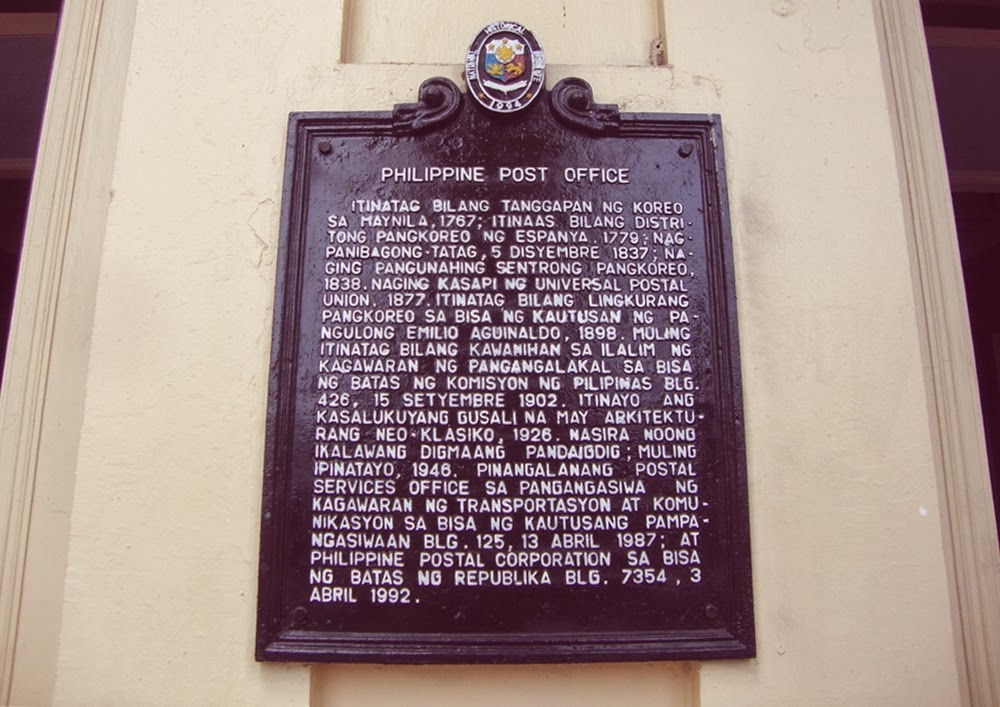 NATIONAL HISTORICAL INSTITUTE
1994
PHILIPPINE POST OFFICE
ITINATAG BILANG TANGGAPAN NG KOREO
SA MAYNILA, 1767; ITINAAS BILANG DISTRI-
TONG PANGKOREO NG ESPANYA, 1779; NAG-
PANIBAGONG-TATAG, 5 DISYEMBRE 1837; NA-
GING PANGUNAHING SENTRONG PANGKOREO,
1838. NAGING KASAPI NG UNIVERSAL POSTAL
UNION, 1877. ITINATAG BILANG LINGKURANG
PANGKOREO SA BISA NG KAUTUSAN NG PA-
NGULONG EMILIO AGUINALDO, 1898. MULING
ITINATAG BILANG KAWANIHAN SA ILALIM NG
KAGAWARAN NG PANGANGALAKAL SA BISA
NG BATAS NG KOMISYON NG PILIPINAS BLG.
426, 15 SETYEMBRE 1902. ITINAYO ANG
KASALUKUYANG GUSALI NA MAY ARKITEKTU-
RANG NEO-KLASIKO, 1926. NASIRA NOONG
IKALAWANG DIGMAANG PANDAIGDIG; MULING
IPINATAYO, 1946. PINANGALANANG POSTAL
SERVICES OFFICE SA PANGANGASIWA NG
KAGAWARAN NG TRANSPORTASYON AT KOMU-
NIKASYON SA BISA NG KAUTUSANG PAMPA-
NGASIWAAN BLG. 125, 13 ABRIL 1987; AT
PHILIPPINE POSTAL CORPORATION SA BISA
NG BATAS NG REPUBLIKA BLG. 7354, 3
ABRIL 1992.